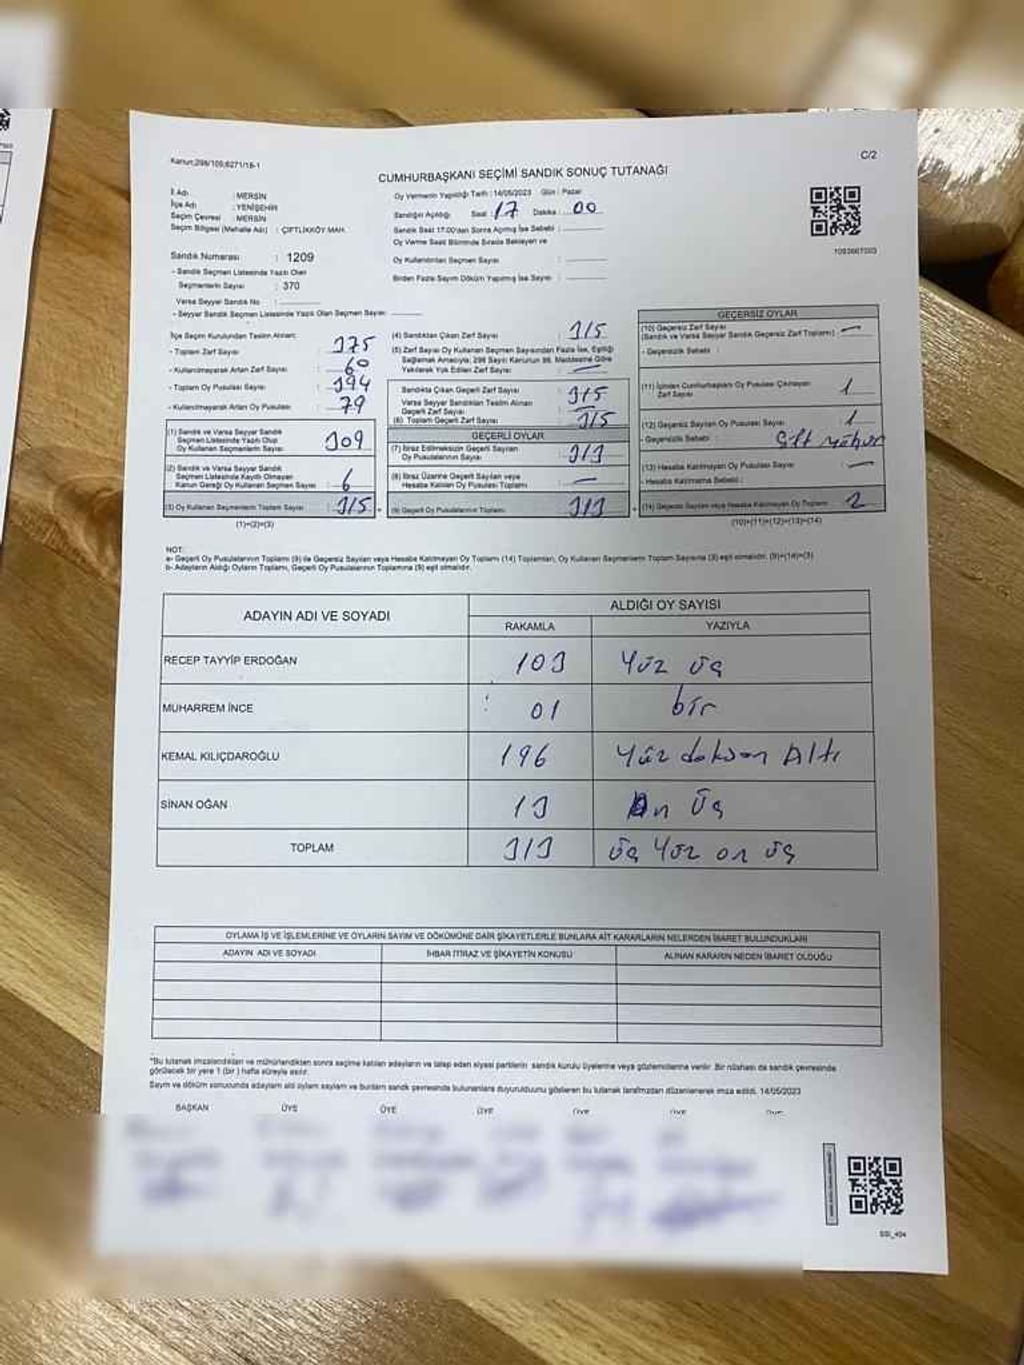 Kanun:298/105;6271/18-1
C/2
CUMHURBAŞKANI SEÇİMİ SANDIK SONUÇ TUTANAĞI
İl Adı : MERSİN
İlçe Adı : YENİŞEHİR
Seçim Çevresi : MERSİN
Seçim Bölgesi (Mahalle Adı) : ÇİFTLİKKÖY MAH.
Sandık Numarası : 1209
- Sandık Seçmen Listesinde Yazılı Olan
Seçmenlerin Sayısı : 370
Varsa Seyyar Sandık No :
- Seyyar Sandık Seçmen Listesinde Yazılı Olan Seçmen Sayısı :
Oy Vermenin Yapıldığı Tarih : 14/05/2023 Gün : Pazar
Sandığın Açıldığı Saat : 17 Dakika : 00
Sandık Saat 17.00'dan Sonra Açılmış İse Sebebi :
Oy Verme Saati Bitiminde Sırada Bekleyen ve
Oy Kullandırılan Seçmen Sayısı :
Birden Fazla Sayım Döküm Yapılmış İse Sayısı :
1093667003
İlçe Seçim Kurulundan Teslim Alınan:
- Toplam Zarf Sayısı : 375
- Kullanılmayarak Artan Zarf Sayısı : 60
- Toplam Oy Pusulası Sayısı : 394
- Kullanılmayarak Artan Oy Pusulası : 79
(1) Sandık ve Varsa Seyyar Sandık
Seçmen Listesinde Yazılı Olup
Oy Kullanan Seçmenlerin Sayısı : 309
(2) Sandık ve Varsa Seyyar Sandık
Seçmen Listesinde Kayıtlı Olmayan
Kanun Gereği Oy Kullanan Seçmen Sayısı : 6
(3) Oy Kullanan Seçmenlerin Toplam Sayısı : 315
(1)+(2)=(3)
(4) Sandıktan Çıkan Zarf Sayısı : 315
(5) Zarf Sayısı Oy Kullanan Seçmen Sayısından Fazla İse, Eşitliği
Sağlamak Amacıyla; 298 Sayılı Kanunun 98. Maddesine Göre
Yakılarak Yok Edilen Zarf Sayısı : —
Sandıkta Çıkan Geçerli Zarf Sayısı : 315
Varsa Seyyar Sandıktan Teslim Alınan
Geçerli Zarf Sayısı : —
(6) Toplam Geçerli Zarf Sayısı : 315
GEÇERLİ OYLAR
(7) İtiraz Edilmeksizin Geçerli Sayılan
Oy Pusulalarının Sayısı : 313
(8) İtiraz Üzerine Geçerli Sayılan veya
Hesaba Katılan Oy Pusulası Toplamı : —
(9) Geçerli Oy Pusulalarının Toplamı : 313
GEÇERSİZ OYLAR
(10) Geçersiz Zarf Sayısı
(Sandık ve Varsa Seyyar Sandık Geçersiz Zarf Toplamı) : —
- Geçersizlik Sebebi :
(11) İçinden Cumhurbaşkanı Oy Pusulası Çıkmayan
Zarf Sayısı : 1
(12) Geçersiz Sayılan Oy Pusulası Sayısı : 1
- Geçersizlik Sebebi : Çift mühür
(13) Hesaba Katılmayan Oy Pusulası Sayısı : —
- Hesaba Katılmama Sebebi :
(14) Geçersiz Sayılan veya Hesaba Katılmayan Oy Toplamı : 2
(10)+(11)+(12)+(13)=(14)
NOT:
a- Geçerli Oy Pusulalarının Toplamı (9) ile Geçersiz Sayılan veya Hesaba Katılmayan Oy Toplamı (14) Toplamları, Oy Kullanan Seçmenlerin Toplam Sayısına (3) eşit olmalıdır. (9)+(14)=(3)
b- Adayların Aldığı Oyların Toplamı, Geçerli Oy Pusulalarının Toplamına (9) eşit olmalıdır.
ADAYIN ADI VE SOYADI ALDIĞI OY SAYISI
RAKAMLA YAZIYLA
RECEP TAYYİP ERDOĞAN 103 Yüz üç
MUHARREM İNCE 01 bir
KEMAL KILIÇDAROĞLU 196 Yüz doksan Altı
SİNAN OĞAN 13 On üç
TOPLAM 313 üç Yüz on üç
OYLAMA İŞ VE İŞLEMLERİNE VE OYLARIN SAYIM VE DÖKÜMÜNE DAİR ŞİKAYETLERLE BUNLARA AİT KARARLARIN NELERDEN İBARET BULUNDUKLARI
ADAYIN ADI VE SOYADI İHBAR İTİRAZ VE ŞİKAYETİN KONUSU ALINAN KARARIN NEDEN İBARET OLDUĞU
*Bu tutanak imzalandıktan ve mühürlendikten sonra seçime katılan adayların ve talep eden siyasi partilerin sandık kurulu üyelerine veya gözlemcilerine verilir. Bir nüshası da sandık çevresinde
görülecek bir yere 1 (bir) hafta süreyle asılır.
Sayım ve döküm sonucunda adayların aldığı oyların sayıları ve bunların sandık çevresinde bulunanlara duyurulduğunu gösteren bu tutanak tarafımızdan düzenlenerek imza edildi. 14/05/2023
BAŞKAN ÜYE ÜYE ÜYE ÜYE ÜYE ÜYE